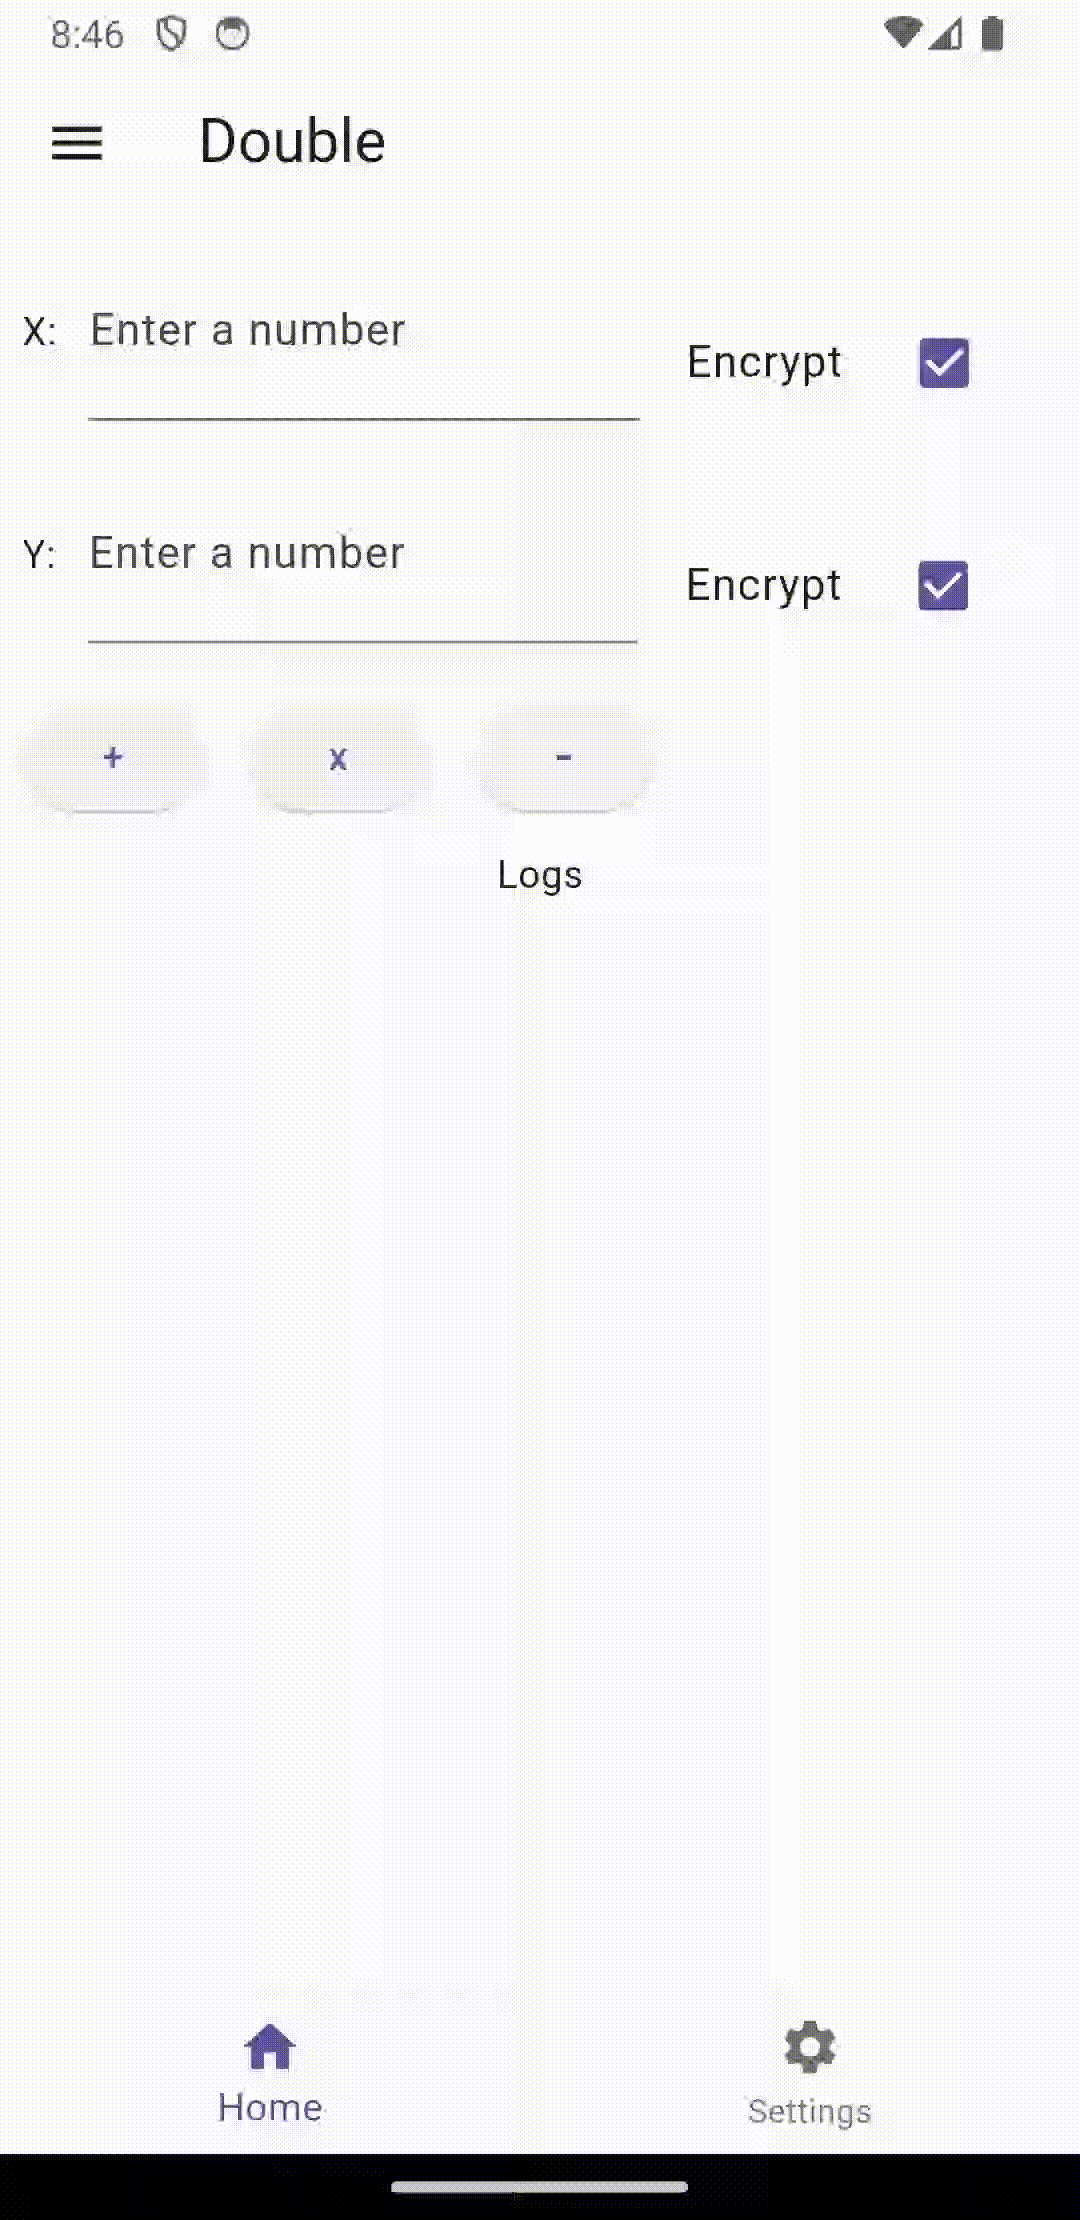 8:46
Double
X: Enter a number
Encrypt
Y: Enter a number
Encrypt
+ x -
Logs
Home Settings